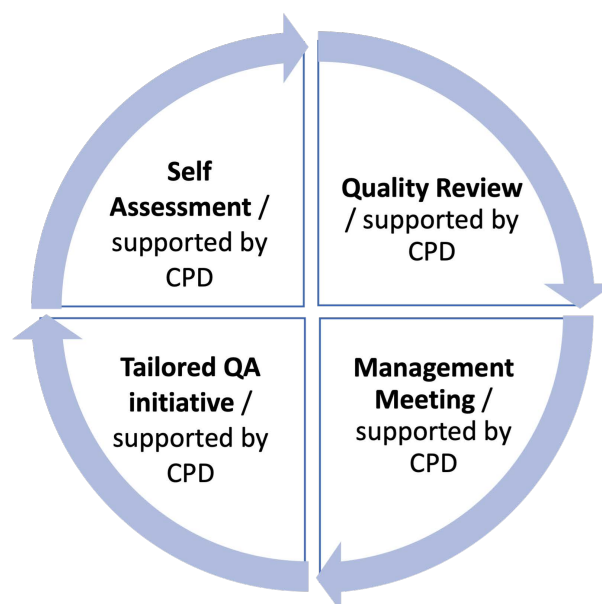 Self
Assessment /
supported by
CPD
Quality Review
/ supported by
CPD
Tailored QA
initiative /
supported by
CPD
Management
Meeting /
supported by
CPD